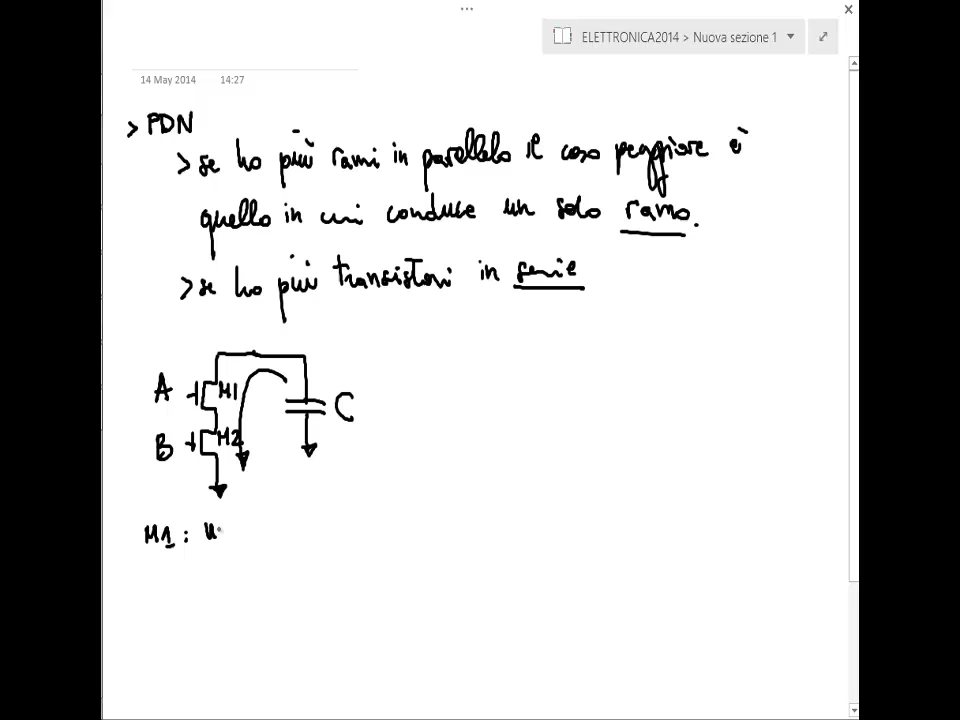 ELETTRONICA2014 > Nuova sezione 1
14 May 2014 14:27
> PDN
> se ho più rami in parallelo il caso peggiore è
quello in cui conduce un solo ramo.
> se ho più transistori in serie
A M1 C
B M2
M1 :